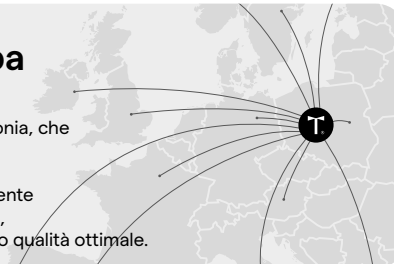 pa
onia, che
ente
,
o qualità ottimale.
T.